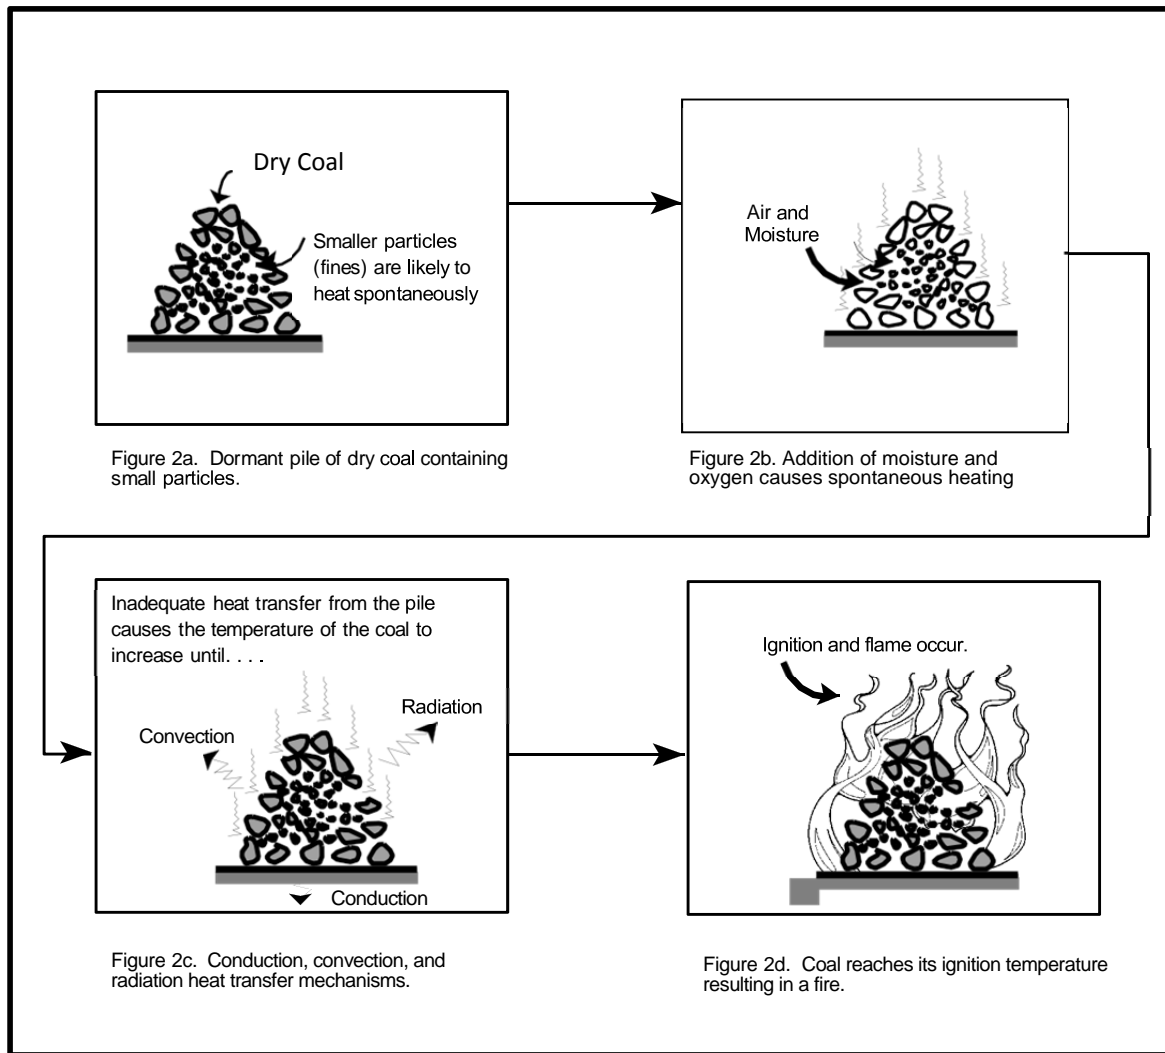 Dry Coal
Smaller particles
(fines) are likely to
heat spontaneously
Figure 2a. Dormant pile of dry coal containing
small particles.
Air and
Moisture
Figure 2b. Addition of moisture and
oxygen causes spontaneous heating
Inadequate heat transfer from the pile
causes the temperature of the coal to
increase until. . . .
Convection
Radiation
Conduction
Figure 2c. Conduction, convection, and
radiation heat transfer mechanisms.
Ignition and flame occur.
Figure 2d. Coal reaches its ignition temperature
resulting in a fire.